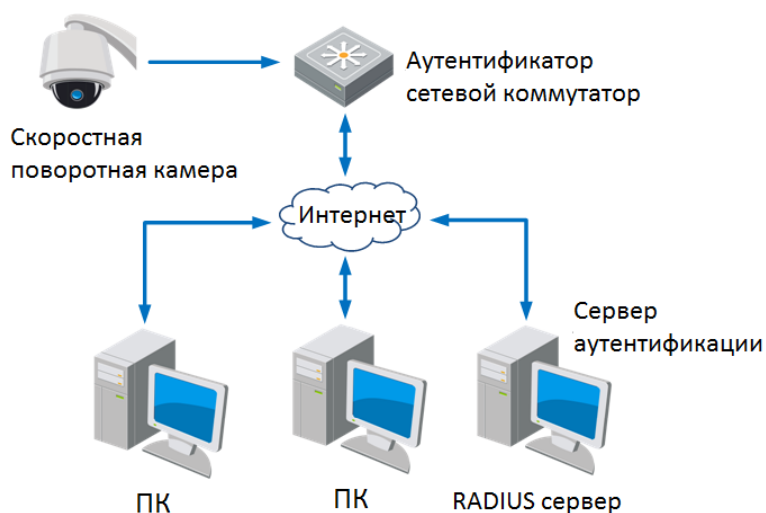 Аутентификатор
сетевой коммутатор
Скоростная
поворотная камера
Интернет
Сервер
аутентификации
ПК
ПК
RADIUS сервер